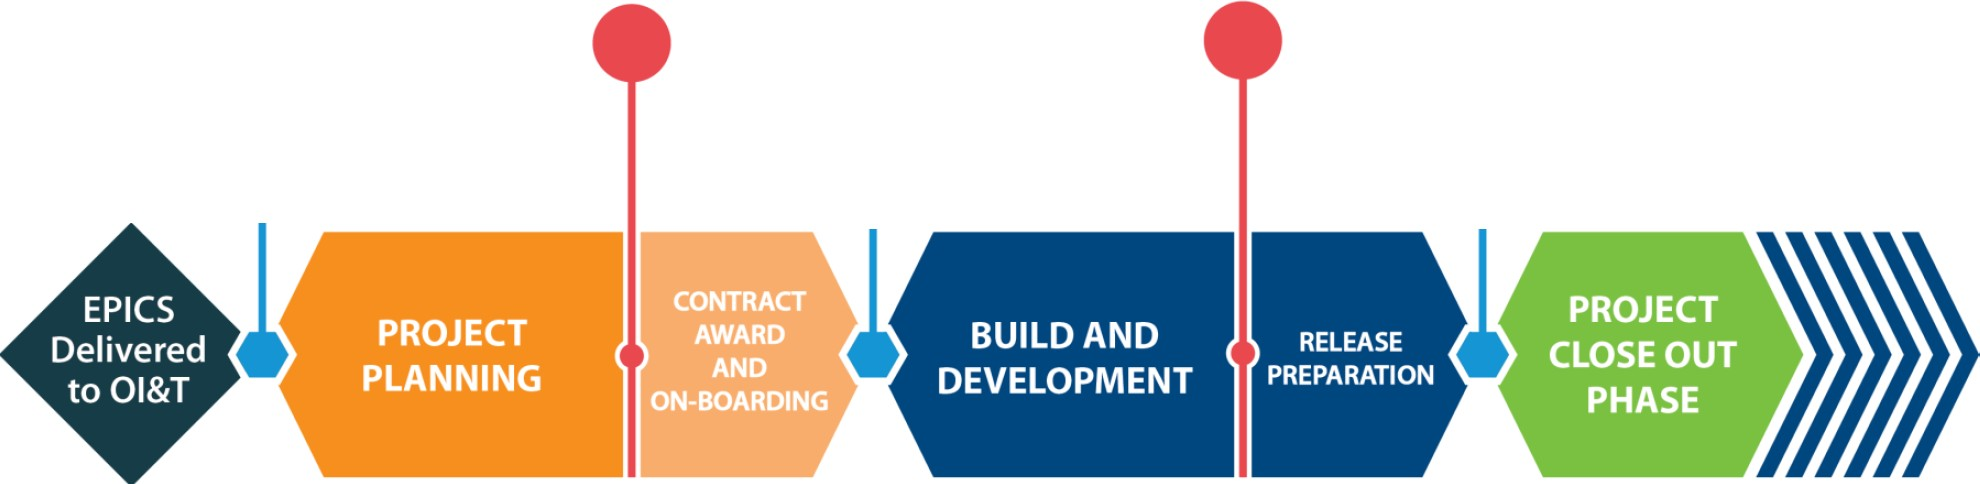 EPICS
Delivered
to OI&T
PROJECT
PLANNING
CONTRACT
AWARD
AND
ON-BOARDING
BUILD AND
DEVELOPMENT
RELEASE
PREPARATION
PROJECT
CLOSE OUT
PHASE